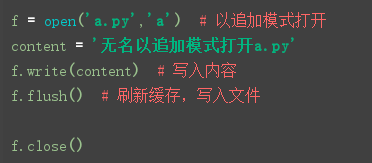 f = open('a.py','a')  # 以追加模式打开
content = '无名以追加模式打开a.py'
f.write(content)  # 写入内容
f.flush()  # 刷新缓存，写入文件
f.close()